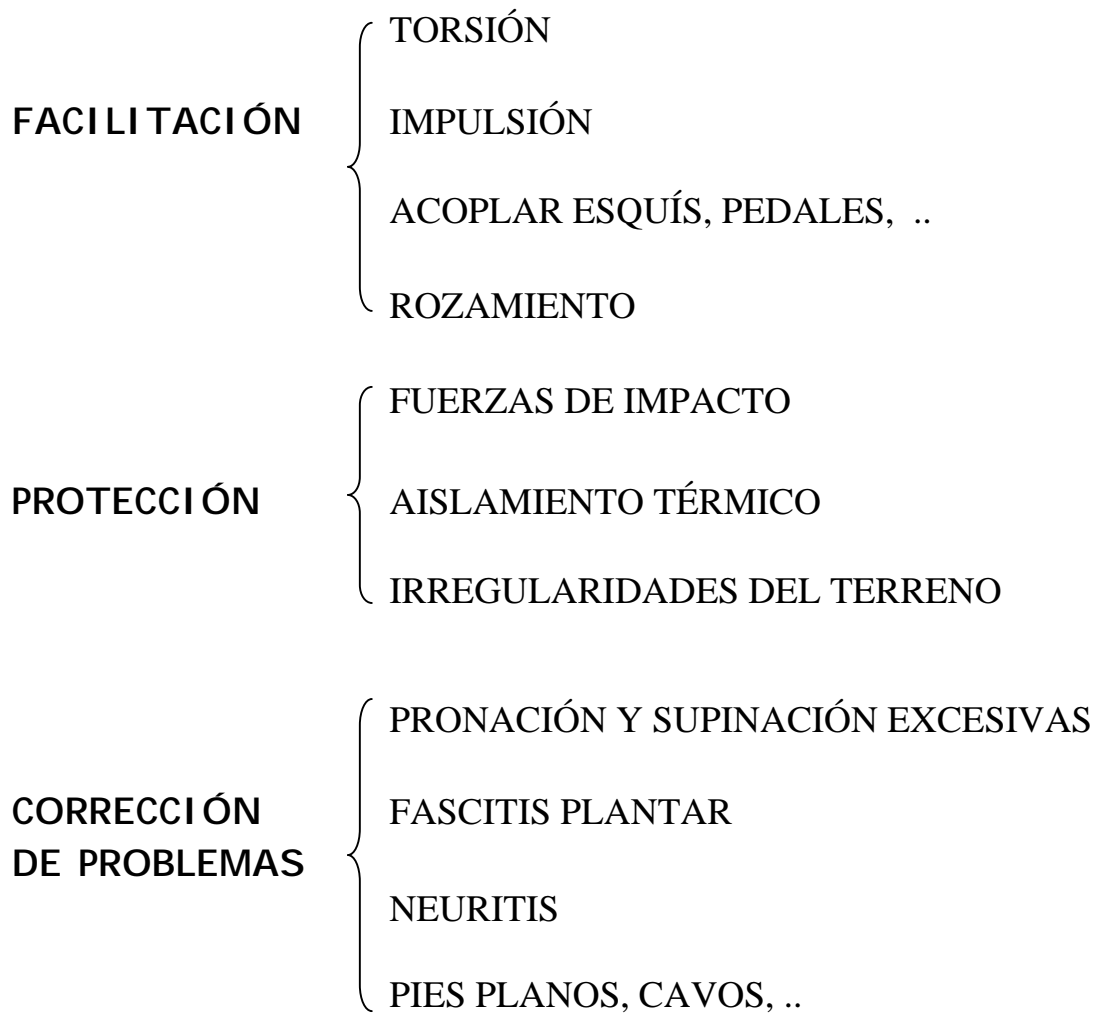 TORSIÓN
FACILITACIÓN
IMPULSIÓN
ACOPLAR ESQUÍS, PEDALES, ..
ROZAMIENTO
FUERZAS DE IMPACTO
PROTECCIÓN
AISLAMIENTO TÉRMICO
IRREGULARIDADES DEL TERRENO
PRONACIÓN Y SUPINACIÓN EXCESIVAS
CORRECCIÓN
DE PROBLEMAS
FASCITIS PLANTAR
NEURITIS
PIES PLANOS, CAVOS, ..